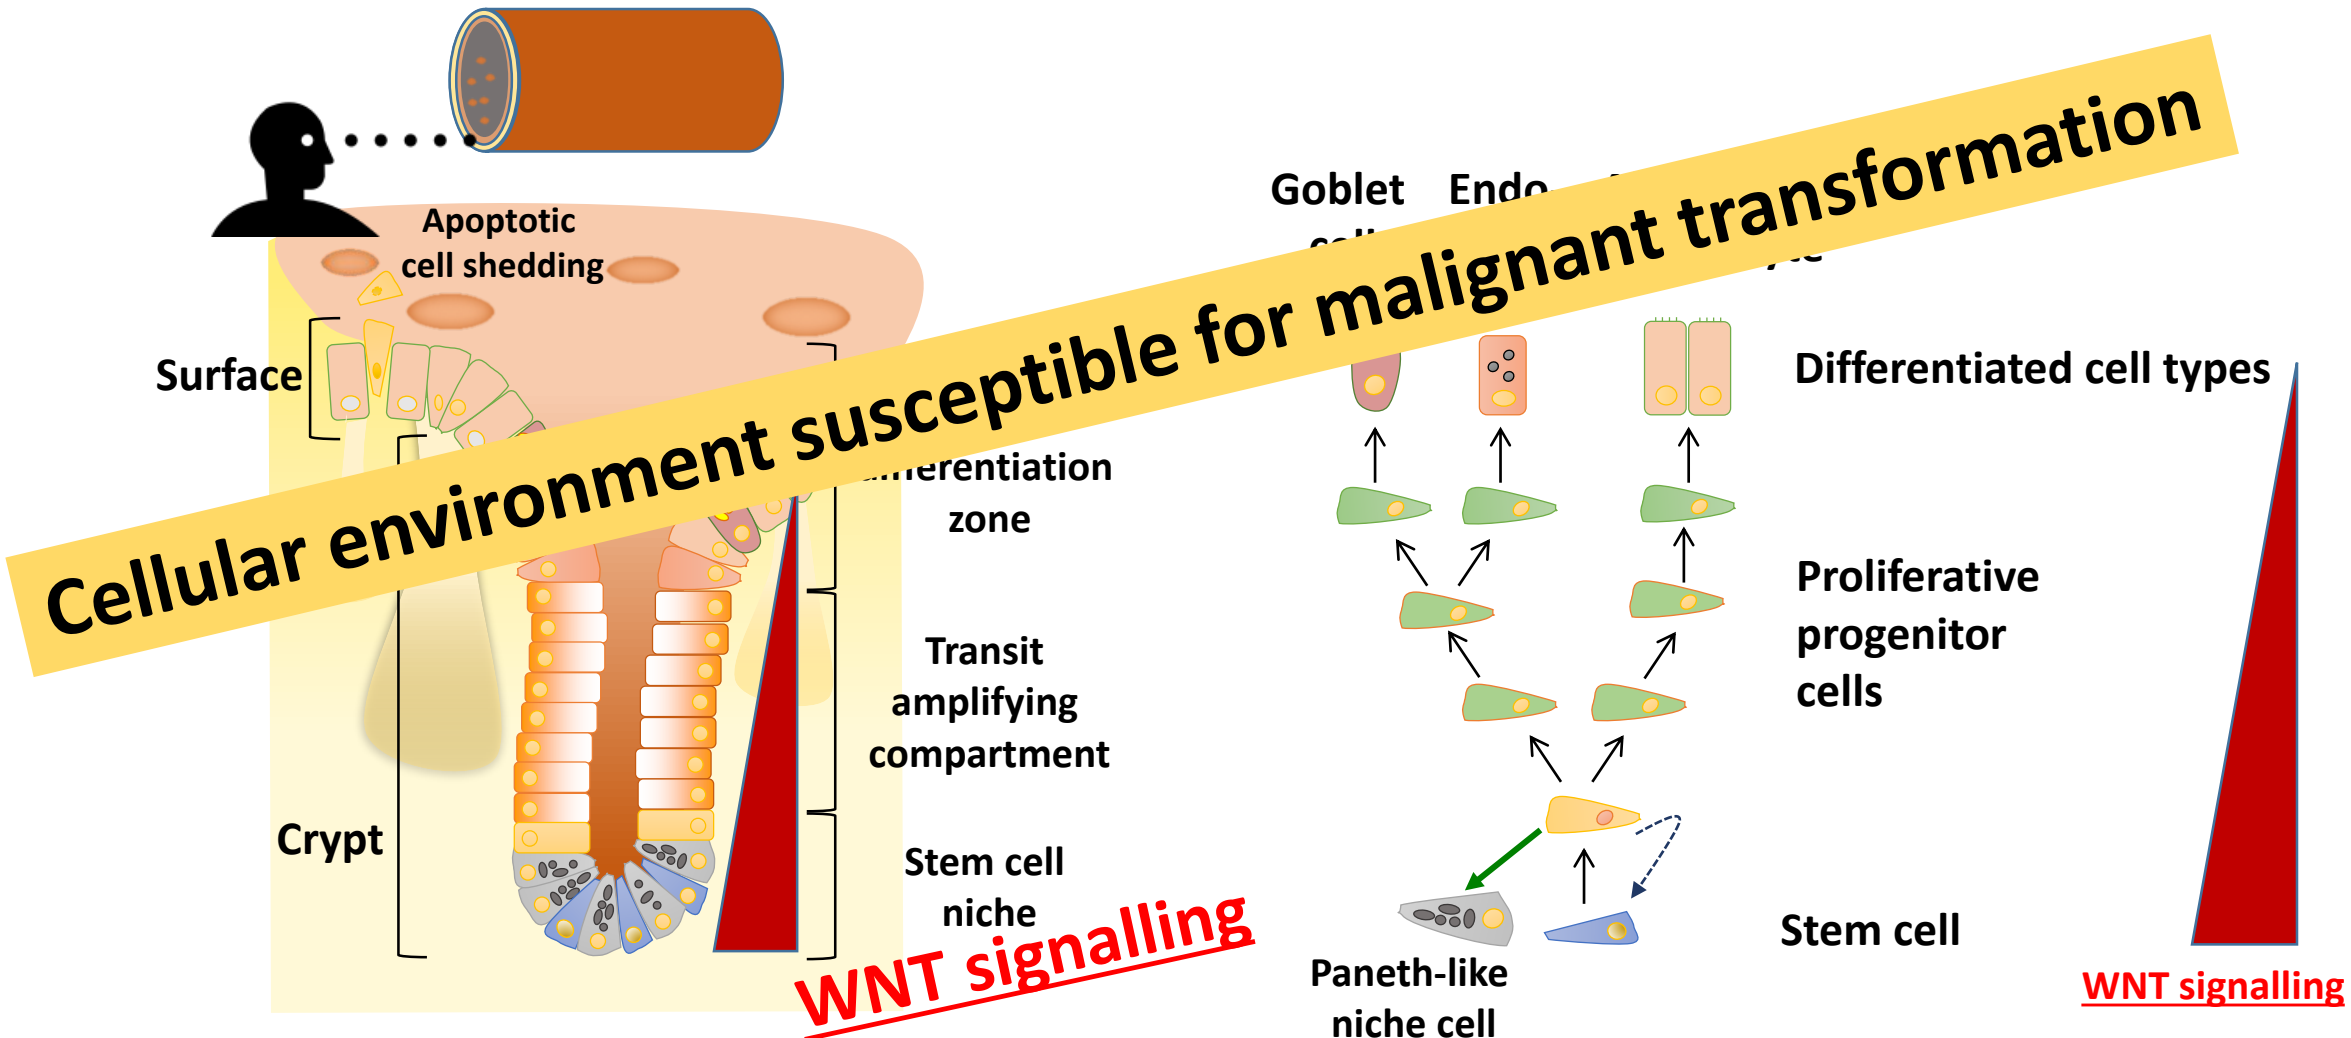 Cellular environment susceptible for malignant transformation
Apoptotic
cell shedding
Surface
Crypt
zone
Transit
amplifying
compartment
Stem cell
niche
WNT signalling
Goblet
Endo
Differentiated cell types
Proliferative
progenitor
cells
Stem cell
Paneth-like
niche cell
WNT signalling